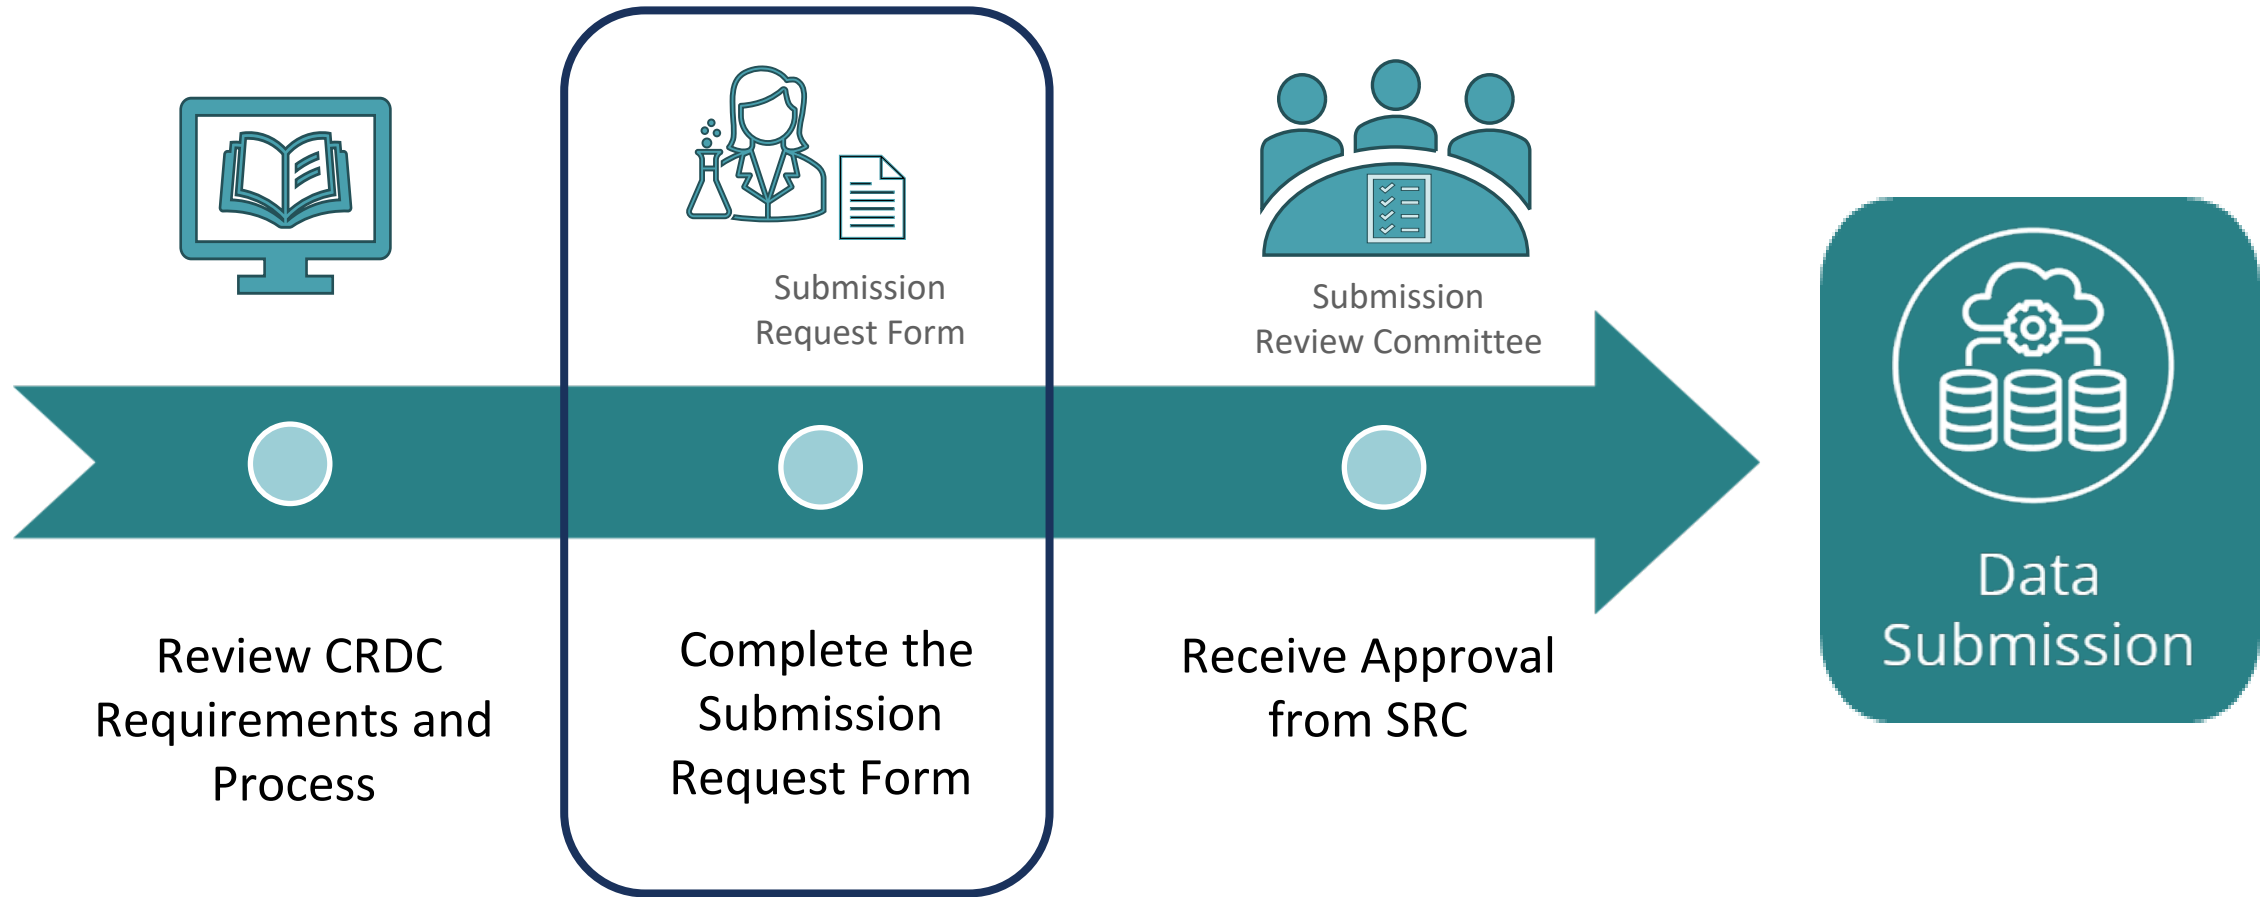 Submission
Request Form
Submission
Review Committee
Review CRDC
Requirements and
Process
Complete the
Submission
Request Form
Receive Approval
from SRC
Data
Submission